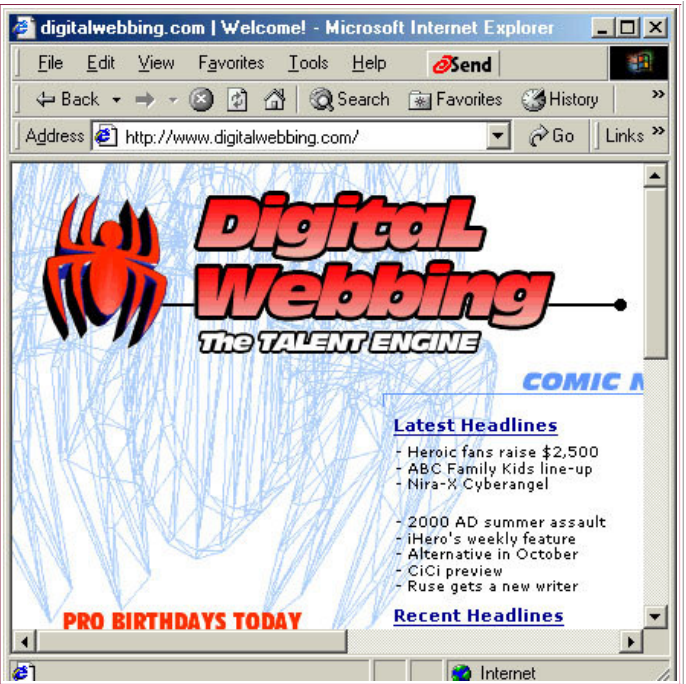 digitalwebbing.com | Welcome! - Microsoft Internet Explorer
File Edit View Favorites Tools Help @Send
Back Search Favorites History »
Address http://www.digitalwebbing.com/ Go Links »
DigitaL
Webbing
The TALENT ENGINE
COMIC
Latest Headlines
- Heroic fans raise $2,500
- ABC Family Kids line-up
- Nira-X Cyberangel
- 2000 AD summer assault
- iHero's weekly feature
- Alternative in October
- CiCi preview
- Ruse gets a new writer
PRO BIRTHDAYS TODAY
Recent Headlines
Internet